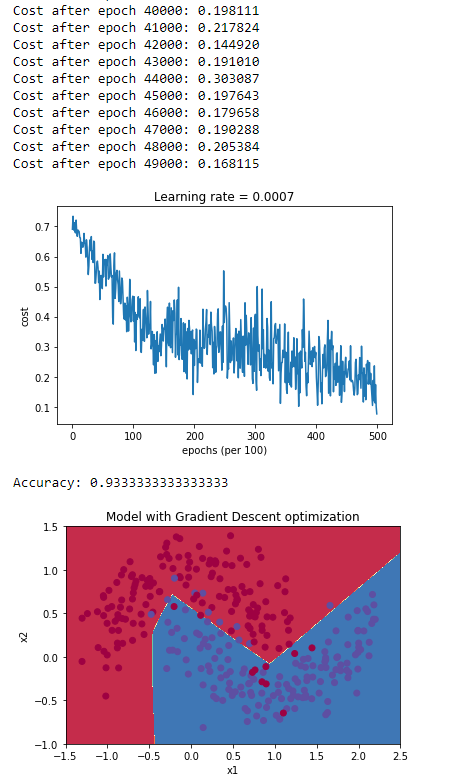 Cost after epoch 40000: 0.198111
Cost after epoch 41000: 0.217824
Cost after epoch 42000: 0.144920
Cost after epoch 43000: 0.191010
Cost after epoch 44000: 0.303087
Cost after epoch 45000: 0.197643
Cost after epoch 46000: 0.179658
Cost after epoch 47000: 0.190288
Cost after epoch 48000: 0.205384
Cost after epoch 49000: 0.168115
Learning rate = 0.0007
0.7
0.6
0.5
0.4
0.3
0.2
0.1
cost
0 100 200 300 400 500
epochs (per 100)
Accuracy: 0.9333333333333333
Model with Gradient Descent optimization
1.5
1.0
0.5
0.0
−0.5
−1.0
x2
−1.5 −1.0 −0.5 0.0 0.5 1.0 1.5 2.0 2.5
x1